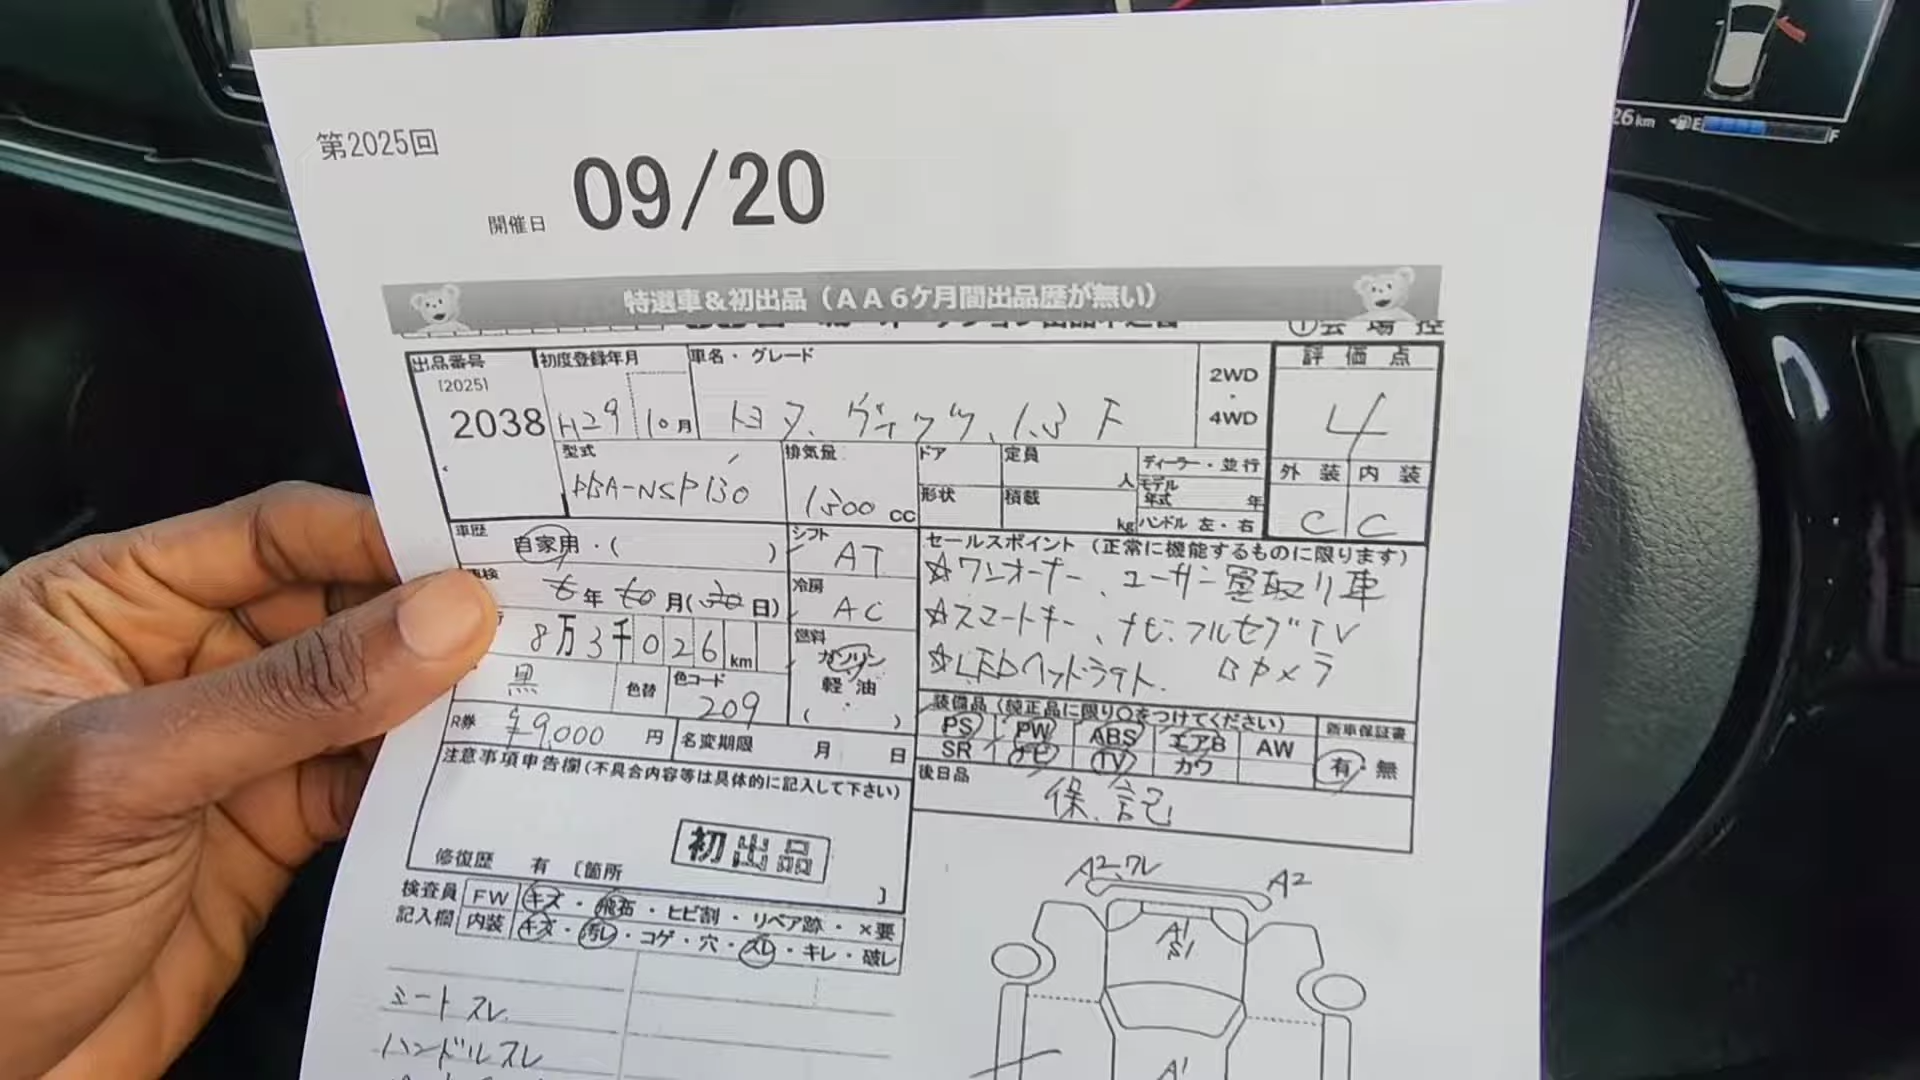 26km E F
第2025回
開催日 09/20
特選車&初出品(AA6ケ月間出品歴が無い)
①会場控
出品番号 初度登録年月 車名・グレード 2WD・4WD 評価点
[2025]
2038 H29 10月 トヨタ、ヴィッツ、1.3 F 4
型式 排気量 ドア 定員 人 ディーラー・並行 外装 内装
DBA-NSP130 1300 CC 形状 積載 kg モデル年式 年 C C
ハンドル 左・右
車歴 自家用・( ) シフト AT セールスポイント(正常に機能するものに限ります)
☆ワンオーナー、ユーザー買取り車
車検 年 月( 日) 冷房 AC ☆スマートキー、ナビ・フルセグTV
8万3千026km 燃料 ガソリン 軽油 ( ) ☆LEDヘッドライト、Bカメラ
黒 色替 色コード 209 装備品(純正品に限り○をつけてください) 新車保証書
PS PW ABS エアB AW 有・無
R券 ¥9,000 円 名変期限 月 日 SR ナビ TV カワ
注意事項申告欄(不具合内容等は具体的に記入して下さい) 後日品 保、記
初出品
修復歴 有 [箇所 ]
検査員記入欄 FW キズ・飛石・ヒビ割・リペア跡・×要
内装 キズ・汚レ・コゲ・穴・スレ・キレ・破レ
A2、ワレ A2
A1
S1
シートスレ
ハンドルスレ
A1